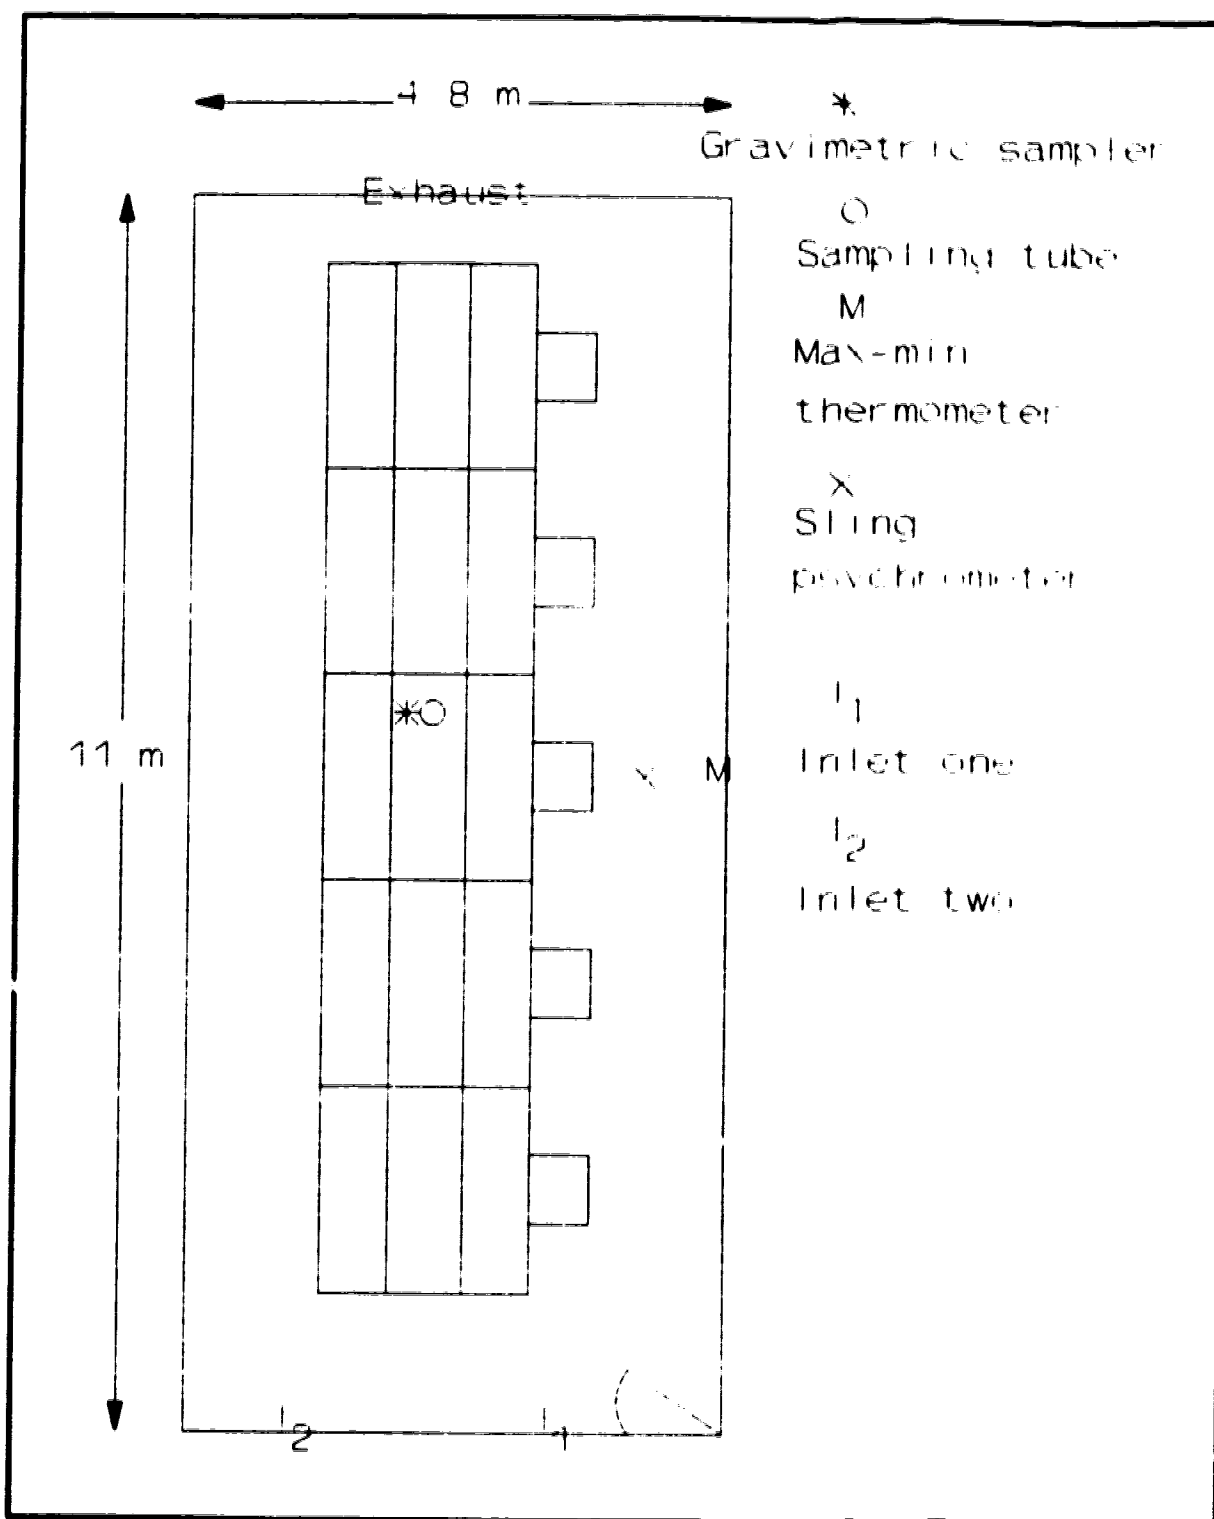 4 8 m
*
Gravimetric sampler
Exhaust
O
Sampling tube
M
Max-min
thermometer
X
Sling
psychrometer
*O
I1
11 m
X M
Inlet one
I2
Inlet two
I2 I1